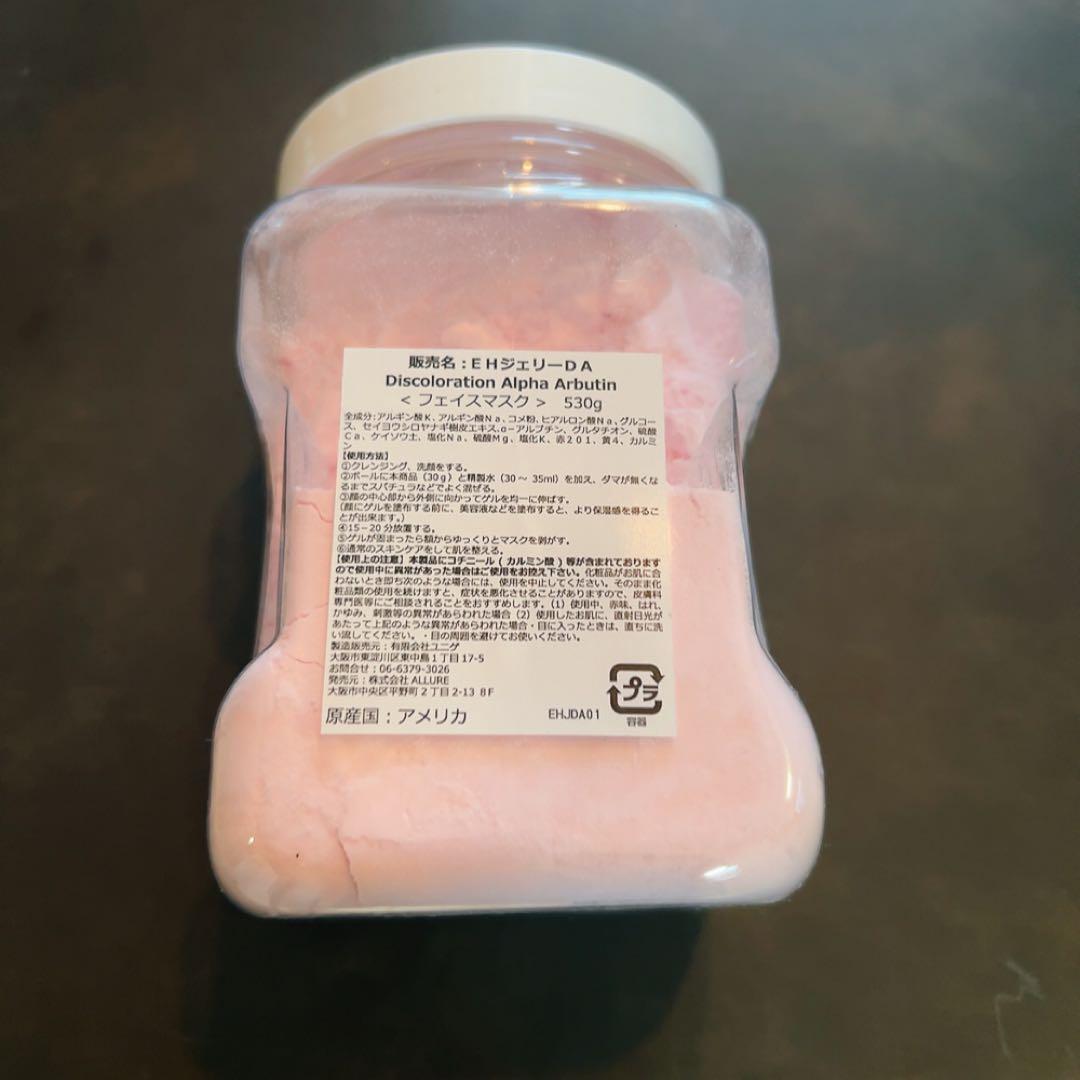 販売名：ＥＨジェリーＤＡ
Discoloration Alpha Arbutin
＜フェイスマスク＞　530g
全成分：アルギン酸Ｋ、アルギン酸Ｎａ、コメ粉、ヒアルロン酸Ｎａ、グルコー
ス、セイヨウシロヤナギ樹皮エキス、α－アルブチン、グルタチオン、硫酸
Ｃａ、ケイソウ土、塩化Ｎａ、硫酸Ｍｇ、塩化Ｋ、赤２０１、黄４、カルミ
ン
【使用方法】
①クレンジング、洗顔をする。
②ボールに本商品（30ｇ）と精製水（30 ～ 35ml）を加え、ダマが無くな
るまでスパチュラなどでよく混ぜる。
③顔の中心部から外側に向かってゲルを均一に伸ばす。
（顔にゲルを塗布する前に、美容液などを塗布すると、より保湿感を得るこ
とが出来ます。）
④15－20 分放置する。
⑤ゲルが固まったら頬からゆっくりとマスクを剥がす。
⑥通常のスキンケアをして肌を整える。
【使用上の注意】本製品にコチニール（カルミン酸）等が含まれております
ので使用中に異常があった場合はご使用をお控え下さい。化粧品がお肌に合
わないとき即ち次のような場合には、使用を中止してください。そのまま化
粧品類の使用を続けますと、症状を悪化させることがありますので、皮膚科
専門医等にご相談されることをおすすめします。(1) 使用中、赤味、はれ、
かゆみ、刺激等の異常があらわれた場合 (2) 使用したお肌に、直射日光が
あたって上記のような異常があらわれた場合・目に入ったときは、直ちに洗
い流してください。・目の周囲を避けてお使いください。
製造販売元：有限会社ユニゲ
大阪市東淀川区東中島１丁目 17-5
お問合せ：06-6379-3026
発売元：株式会社 ALLURE
大阪市中央区平野町２丁目 2-13 ８Ｆ
原産国：アメリカ
EHJDA01
プラ
容器